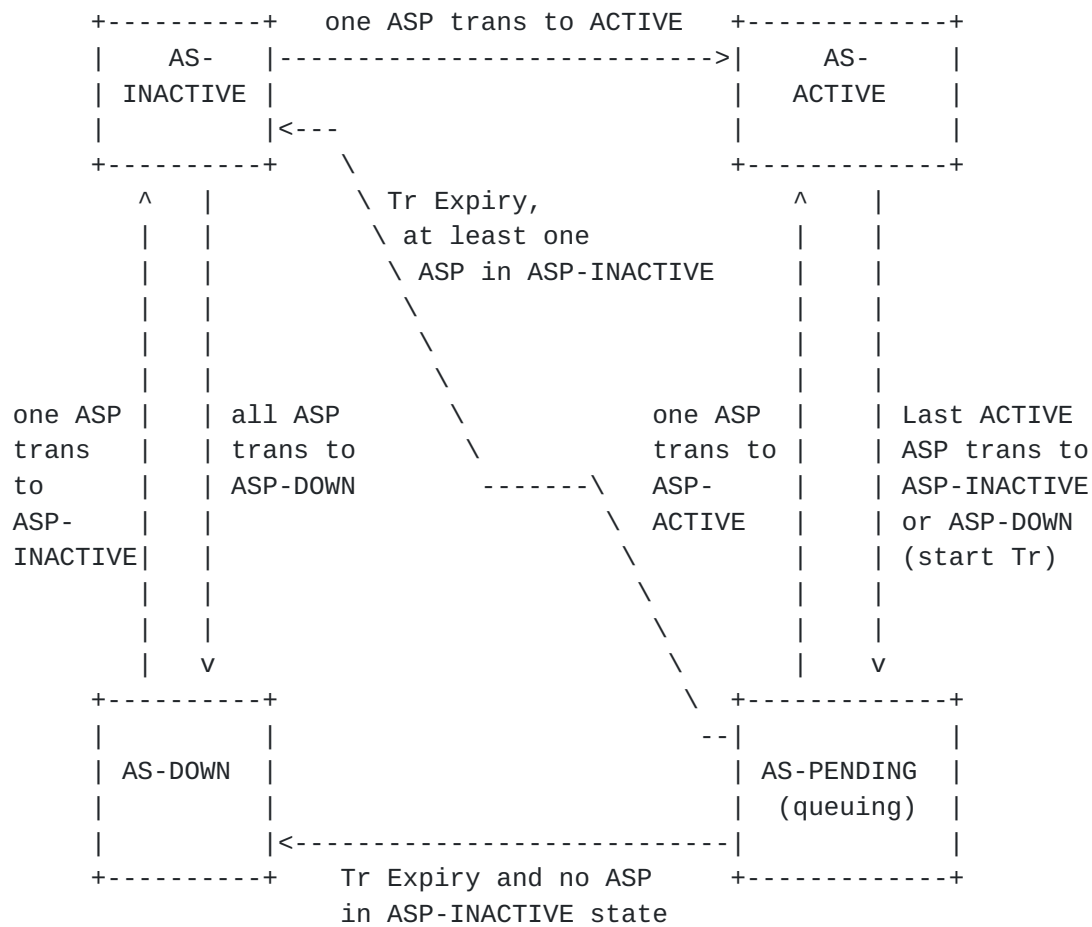 one ASP trans to ACTIVE
AS-
INACTIVE
AS-
ACTIVE
Tr Expiry,
at least one
ASP in ASP-INACTIVE
one ASP
trans
to
ASP-
INACTIVE
all ASP
trans to
ASP-DOWN
one ASP
trans to
ASP-
ACTIVE
Last ACTIVE
ASP trans to
ASP-INACTIVE
or ASP-DOWN
(start Tr)
AS-DOWN
AS-PENDING
(queuing)
Tr Expiry and no ASP
in ASP-INACTIVE state